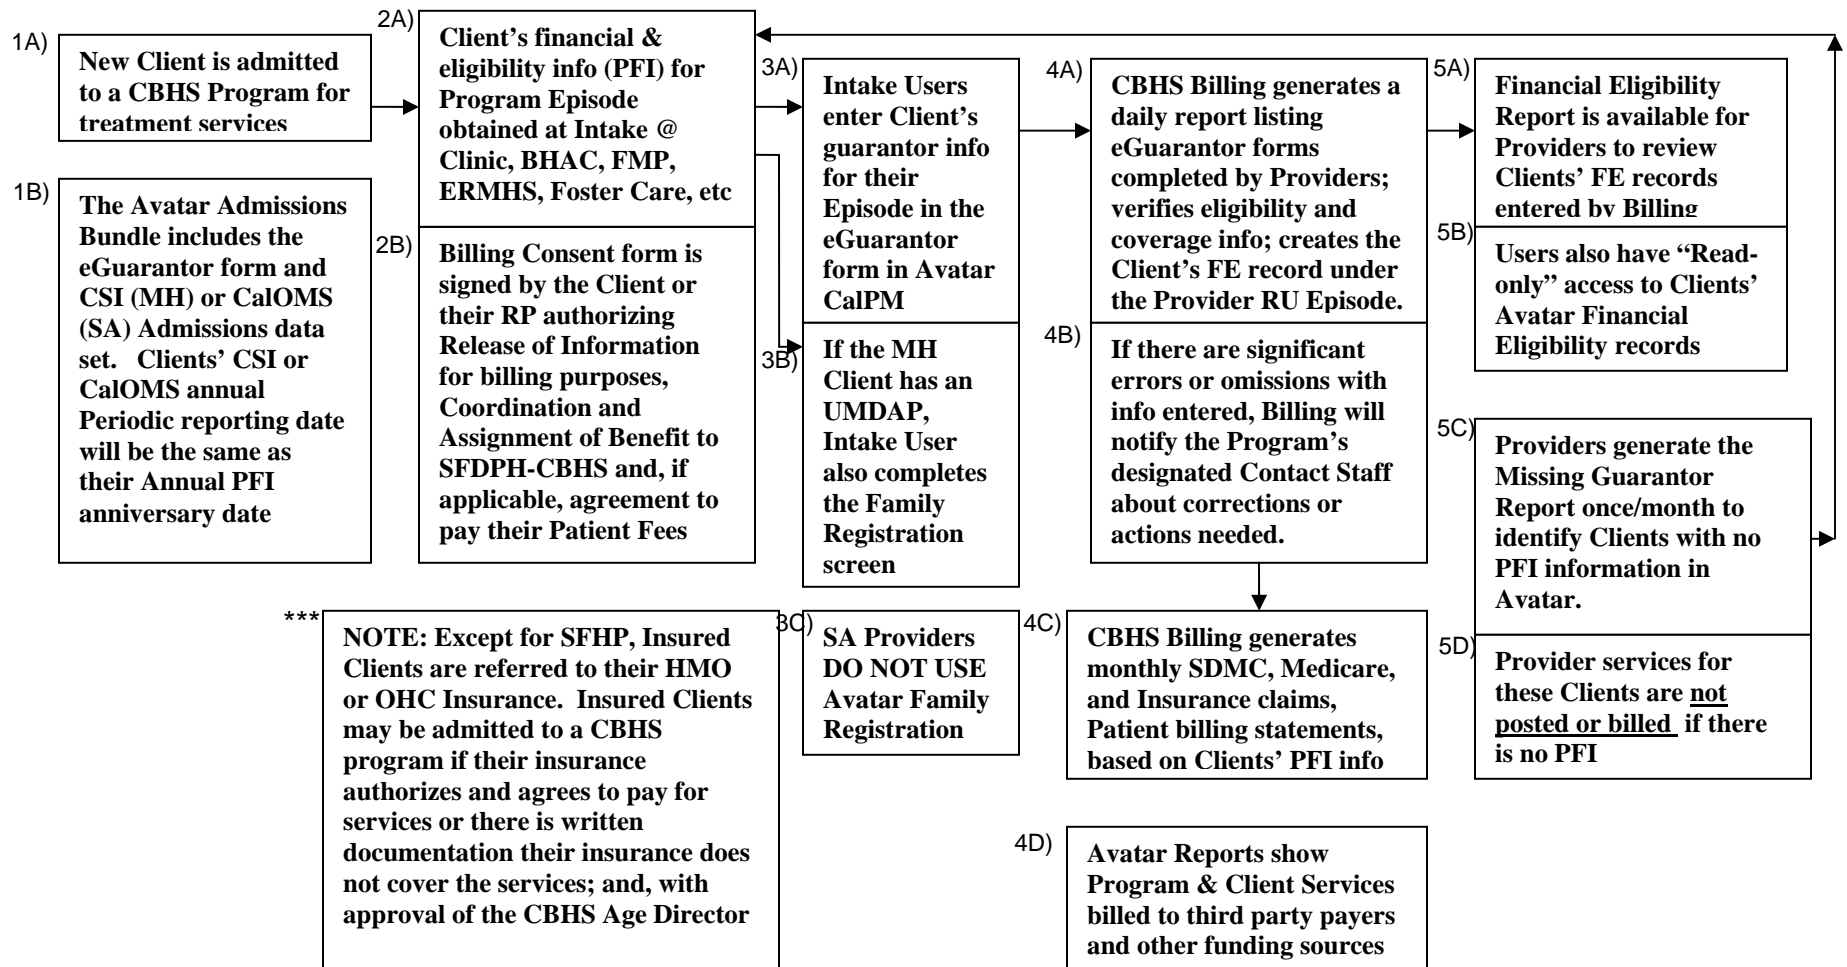 1A)
New Client is admitted
to a CBHS Program for
treatment services
1B)
The Avatar Admissions
Bundle includes the
eGuarantor form and
CSI (MH) or CalOMS
(SA) Admissions data
set.   Clients’ CSI or
CalOMS annual
Periodic reporting date
will be the same as
their Annual PFI
anniversary date
2A)
Client’s financial &
eligibility info (PFI) for
Program Episode
obtained at Intake @
Clinic, BHAC, FMP,
ERMHS, Foster Care, etc
2B)
Billing Consent form is
signed by the Client or
their RP authorizing
Release of Information
for billing purposes,
Coordination and
Assignment of Benefit to
SFDPH-CBHS and, if
applicable, agreement to
pay their Patient Fees
3A)
Intake Users
enter Client’s
guarantor info
for their
Episode in the
eGuarantor
form in Avatar
CalPM
3B)
If the MH
Client has an
UMDAP,
Intake User
also completes
the Family
Registration
screen
3C)
SA Providers
DO NOT USE
Avatar Family
Registration
4A)
CBHS Billing generates a
daily report listing
eGuarantor forms
completed by Providers;
verifies eligibility and
coverage info; creates the
Client’s FE record under
the Provider RU Episode.
4B)
If there are significant
errors or omissions with
info entered, Billing will
notify the Program’s
designated Contact Staff
about corrections or
actions needed.
4C)
CBHS Billing generates
monthly SDMC, Medicare,
and Insurance claims,
Patient billing statements,
based on Clients’ PFI info
4D)
Avatar Reports show
Program & Client Services
billed to third party payers
and other funding sources
5A)
Financial Eligibility
Report is available for
Providers to review
Clients’ FE records
entered by Billing
5B)
Users also have “Read-
only” access to Clients’
Avatar Financial
Eligibility records
5C)
Providers generate the
Missing Guarantor
Report once/month to
identify Clients with no
PFI information in
Avatar.
5D)
Provider services for
these Clients are not
posted or billed  if there
is no PFI
***
NOTE: Except for SFHP, Insured
Clients are referred to their HMO
or OHC Insurance.  Insured Clients
may be admitted to a CBHS
program if their insurance
authorizes and agrees to pay for
services or there is written
documentation their insurance does
not cover the services; and, with
approval of the CBHS Age Director